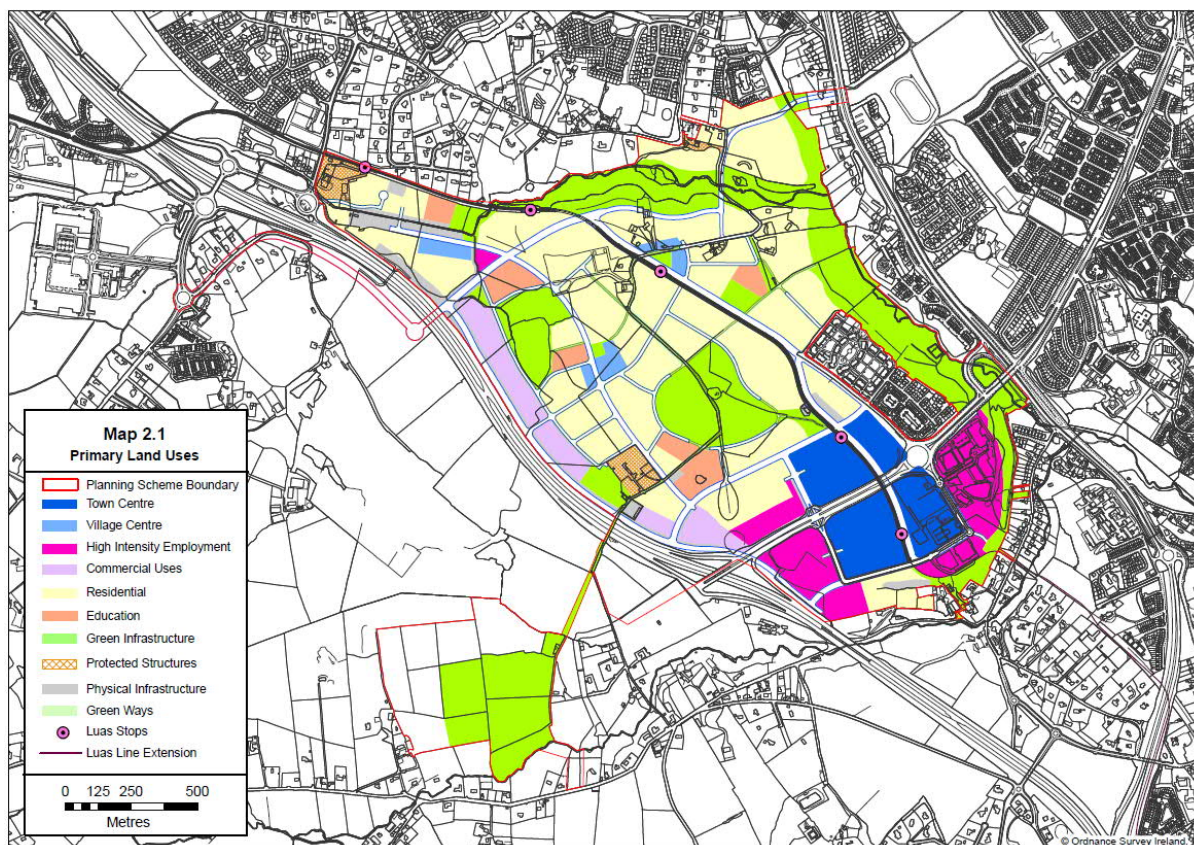 Map 2.1
Primary Land Uses
Planning Scheme Boundary
Town Centre
Village Centre
High Intensity Employment
Commercial Uses
Residential
Education
Green Infrastructure
Protected Structures
Physical Infrastructure
Green Ways
Luas Stops
Luas Line Extension
0 125 250 500
Metres
© Ordnance Survey Ireland.